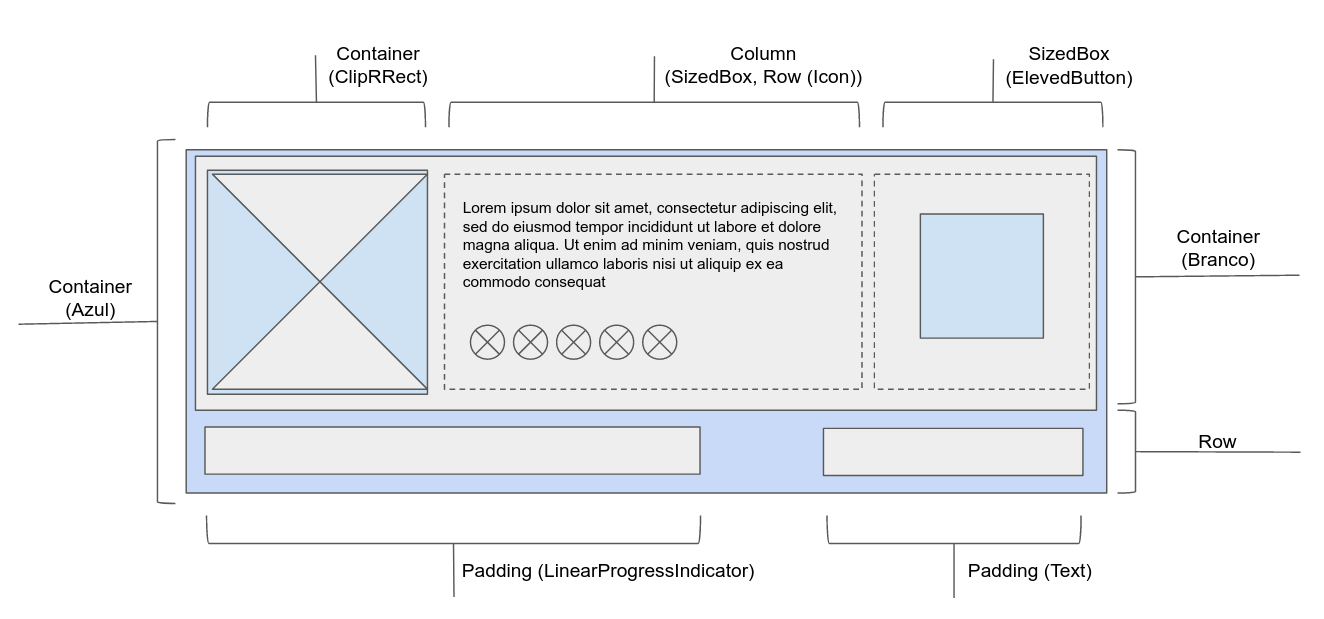 Container
(ClipRRect)
Column
(SizedBox, Row (Icon))
SizedBox
(ElevedButton)
Container
(Azul)
Lorem ipsum dolor sit amet, consectetur adipiscing elit,
sed do eiusmod tempor incididunt ut labore et dolore
magna aliqua. Ut enim ad minim veniam, quis nostrud
exercitation ullamco laboris nisi ut aliquip ex ea
commodo consequat
Container
(Branco)
Row
Padding (LinearProgressIndicator)
Padding (Text)